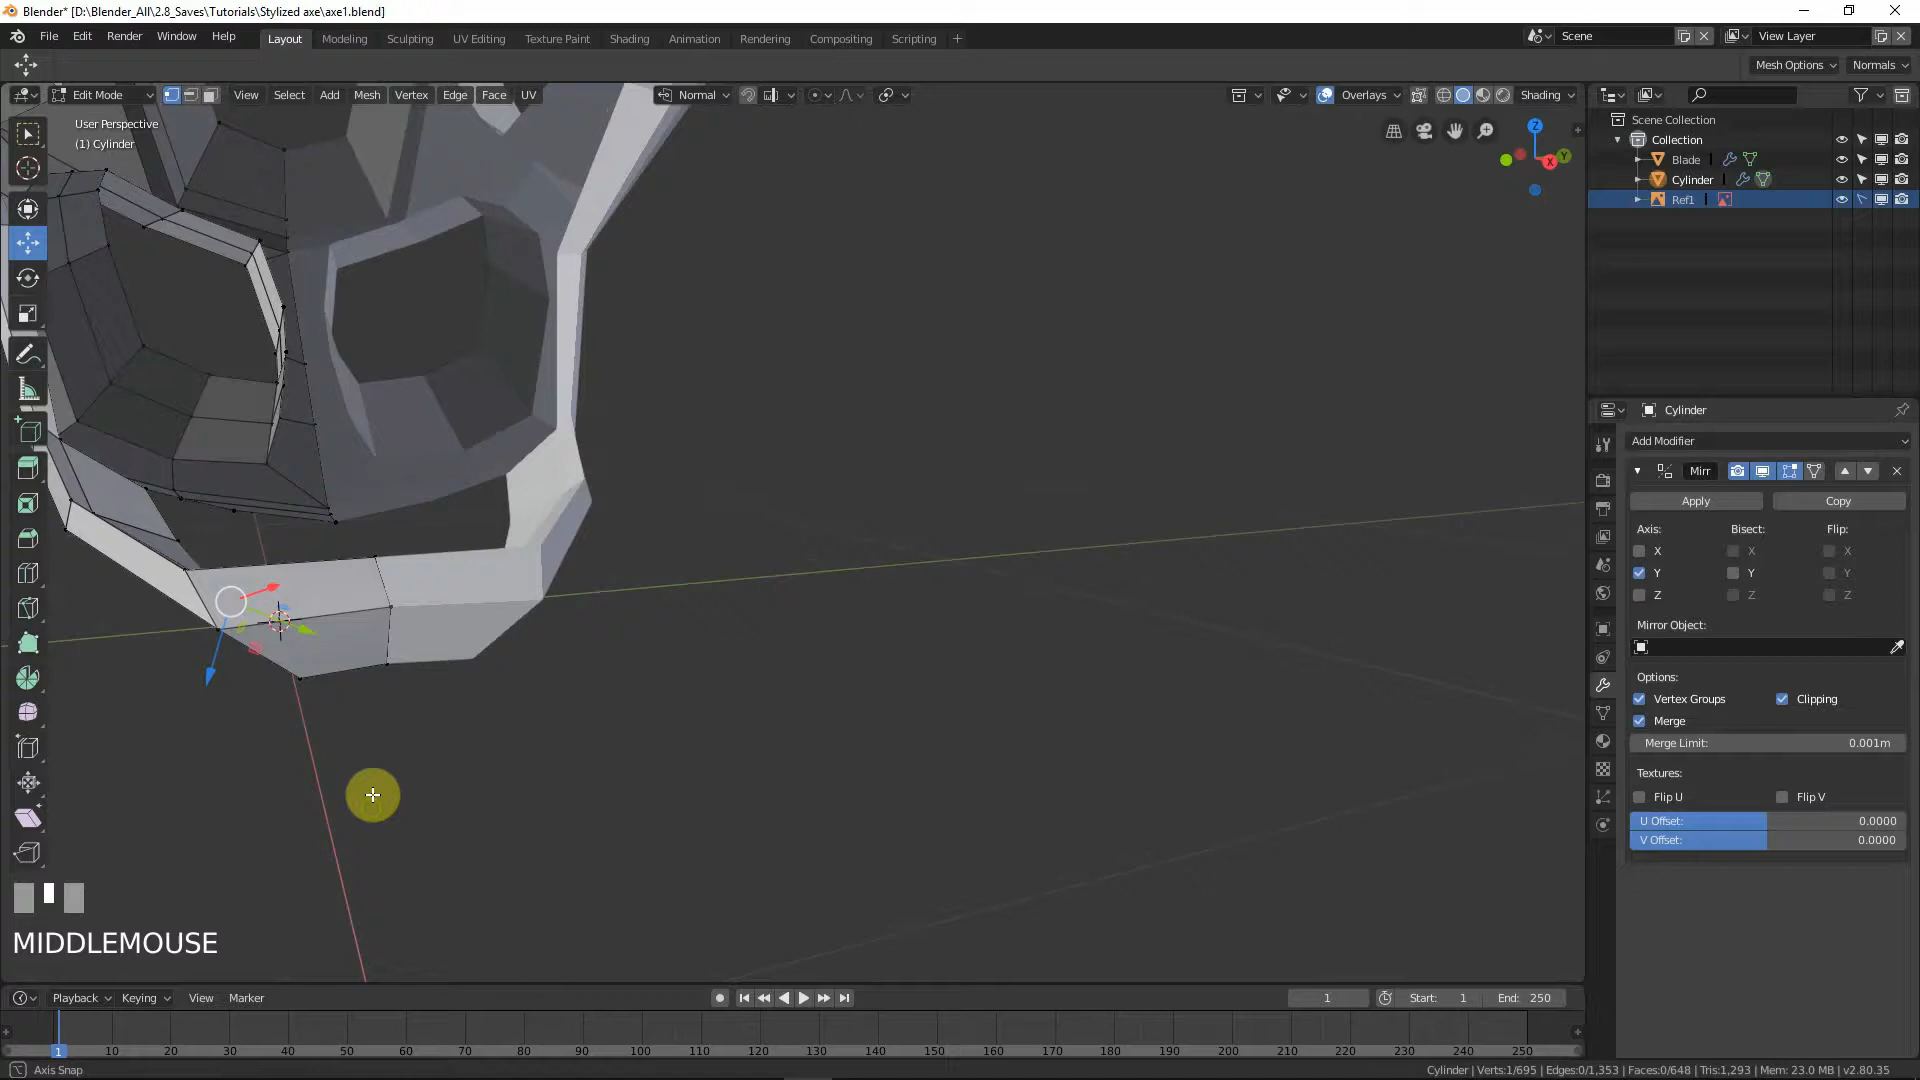 Blender* [D:\Blender_All\2.8_Saves\Tutorials\Stylized axe\axe1.blend]
File Edit Render Window Help Layout Modeling Sculpting UV Editing Texture Paint Shading Animation Rendering Compositing Scripting + Scene View Layer
Mesh Options Normals
Edit Mode View Select Add Mesh Vertex Edge Face UV Normal Overlays Shading
User Perspective
(1) Cylinder
Z
X
Y
Scene Collection
Collection
Blade
Cylinder
Ref1
Cylinder
Add Modifier
Mirr
Apply Copy
Axis: Bisect: Flip:
X X X
Y Y Y
Z Z Z
Mirror Object:
Options:
Vertex Groups Clipping
Merge
Merge Limit: 0.001m
Textures:
Flip U Flip V
U Offset: 0.0000
V Offset: 0.0000
MIDDLEMOUSE
Playback Keying View Marker 1 Start: 1 End: 250
1 10 20 30 40 50 60 70 80 90 100 110 120 130 140 150 160 170 180 190 200 210 220 230 240 250
Axis Snap Cylinder | Verts:1/695 | Edges:0/1,353 | Faces:0/648 | Tris:1,293 | Mem: 23.0 MB | v2.80.35